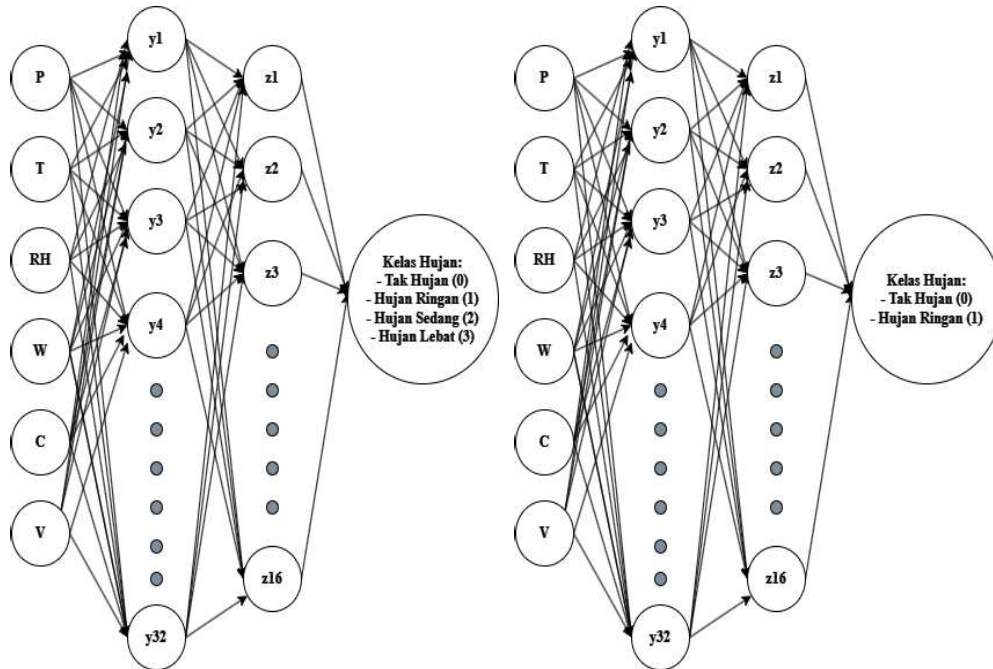 P
T
RH
W
C
V
y1
y2
y3
y4
y32
z1
z2
z3
z16
Kelas Hujan:
- Tak Hujan (0)
- Hujan Ringan (1)
- Hujan Sedang (2)
- Hujan Lebat (3)
P
T
RH
W
C
V
y1
y2
y3
y4
y32
z1
z2
z3
z16
Kelas Hujan:
- Tak Hujan (0)
- Hujan Ringan (1)